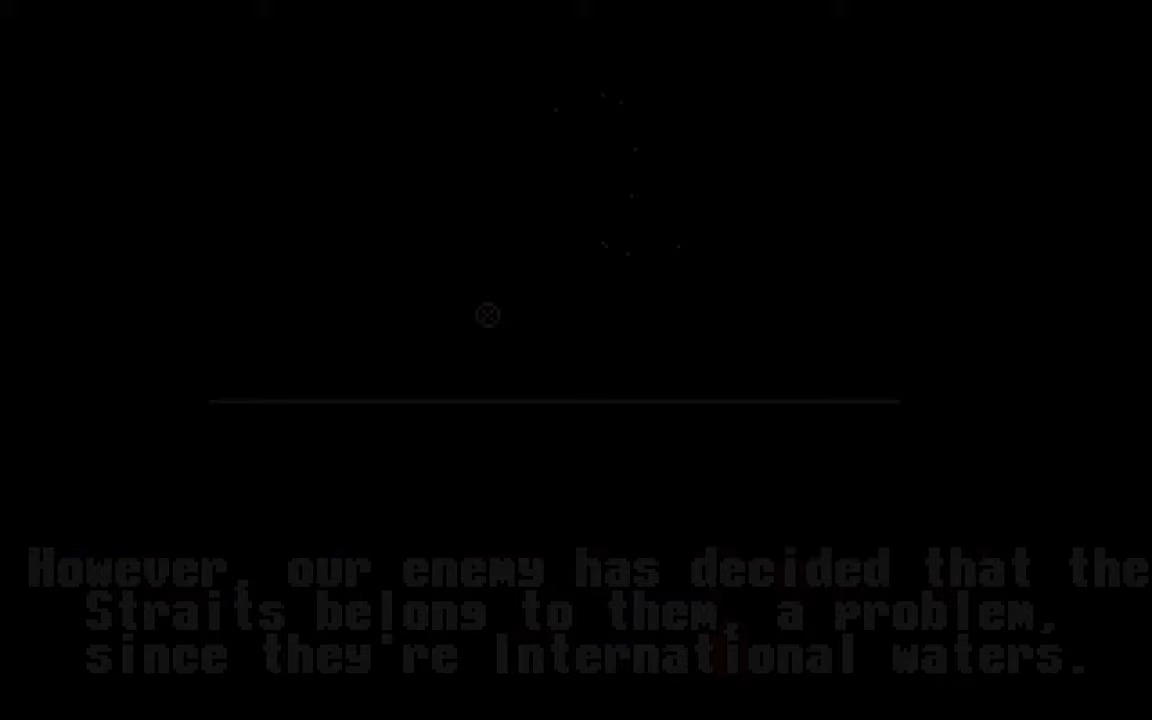 However, our enemy has decided that the
Straits belong to them, a problem,
since they're International waters.